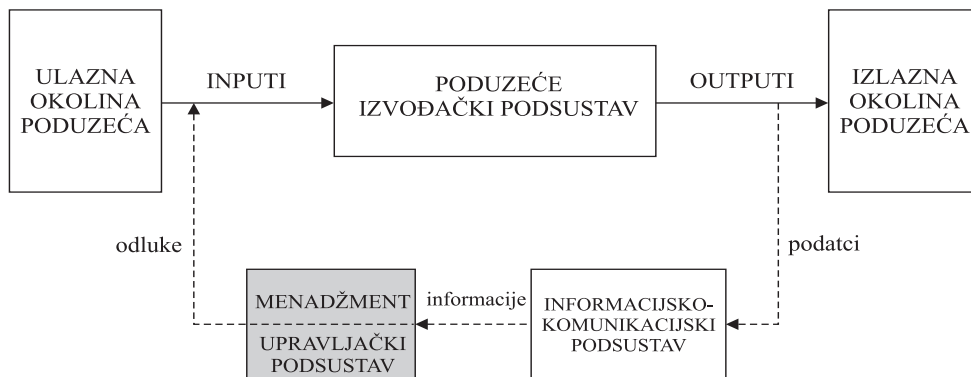 ULAZNA
OKOLINA
PODUZEĆA
INPUTI
PODUZEĆE
IZVOĐAČKI PODSUSTAV
OUTPUTI
IZLAZNA
OKOLINA
PODUZEĆA
odluke
podatci
MENADŽMENT
UPRAVLJAČKI
PODSUSTAV
informacije
INFORMACIJSKO-
KOMUNIKACIJSKI
PODSUSTAV